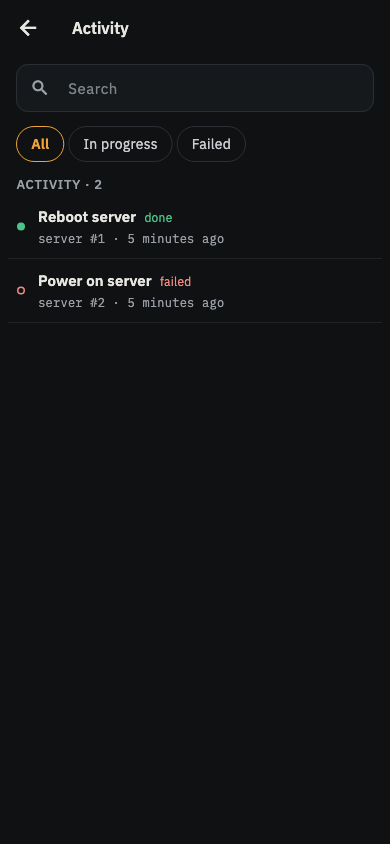 Activity
Search
All
In progress
Failed
ACTIVITY · 2
Reboot server done
server #1 · 5 minutes ago
Power on server failed
server #2 · 5 minutes ago